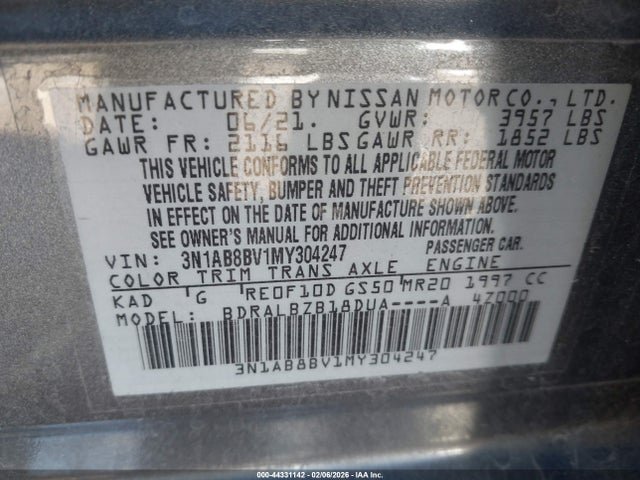 MANUFACTURED BY NISSAN MOTOR CO., LTD.
DATE: 06/21. GVWR: 3957 LBS
GAWR FR: 2116 LBS GAWR RR: 1852 LBS
THIS VEHICLE CONFORMS TO ALL APPLICABLE FEDERAL MOTOR
VEHICLE SAFETY, BUMPER AND THEFT PREVENTION STANDARDS
IN EFFECT ON THE DATE OF MANUFACTURE SHOWN ABOVE.
SEE OWNER'S MANUAL FOR ADDITIONAL INFORMATION.
VIN: 3N1AB8BV1MY304247 PASSENGER CAR.
COLOR TRIM TRANS AXLE ENGINE
KAD G RE0F10D GS50 MR20 1997 CC
MODEL: BDRALBZB18DUA----A 4Z000
3N1AB8BV1MY304247
000-44331142 - 02/06/2026 - IAA Inc.